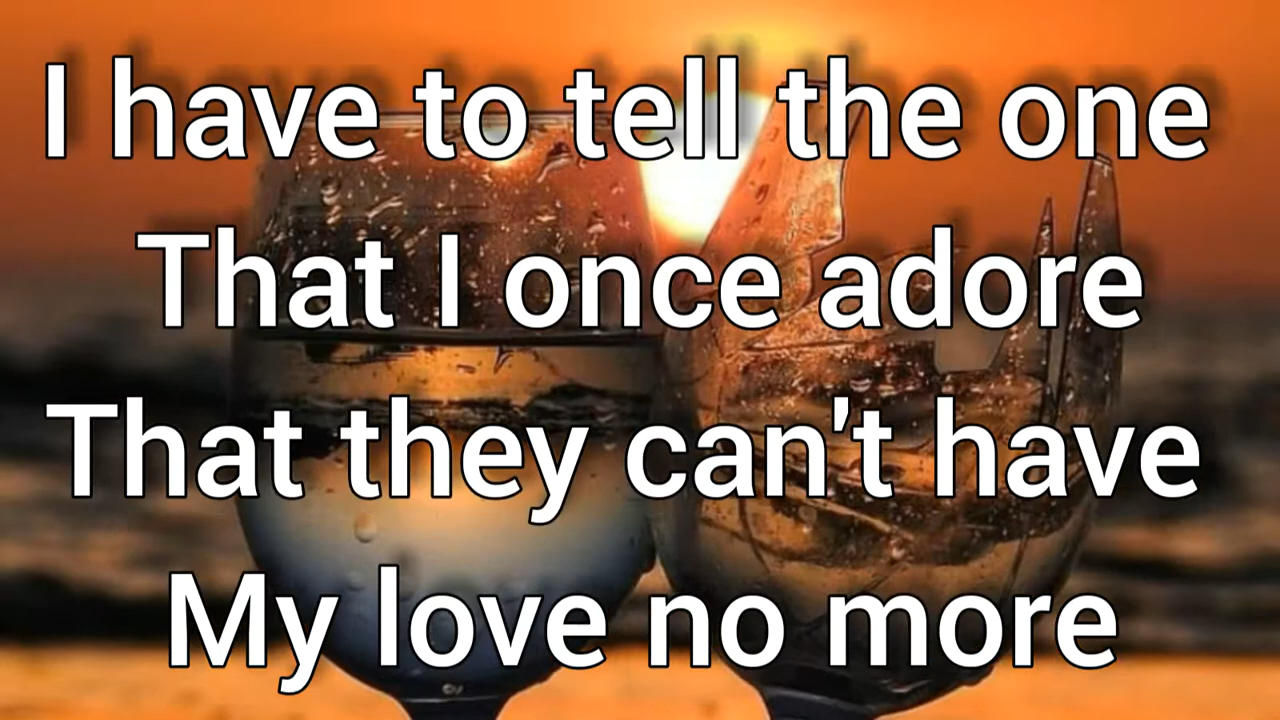 I have to tell the one
That I once adore
That they can't have
My love no more